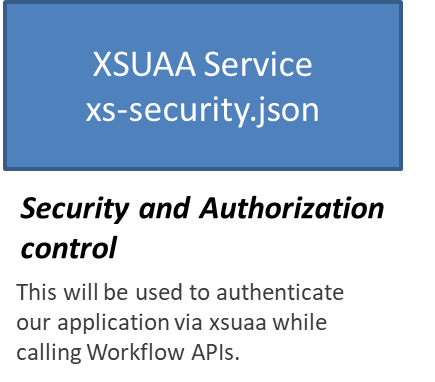 XSUAA Service
xs-security.json
Security and Authorization
control
This will be used to authenticate
our application via xsuaa while
calling Workflow APIs.